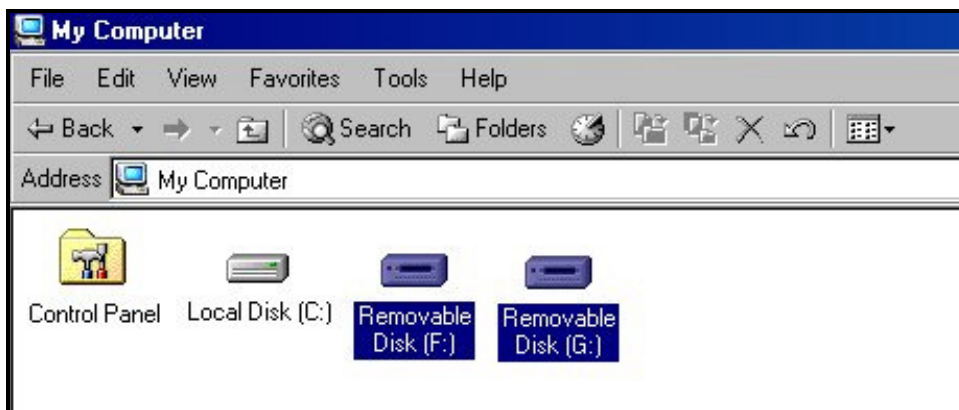 My Computer
File Edit View Favorites Tools Help
Back Search Folders
Address My Computer
Control Panel Local Disk (C:) Removable Disk (F:) Removable Disk (G:)